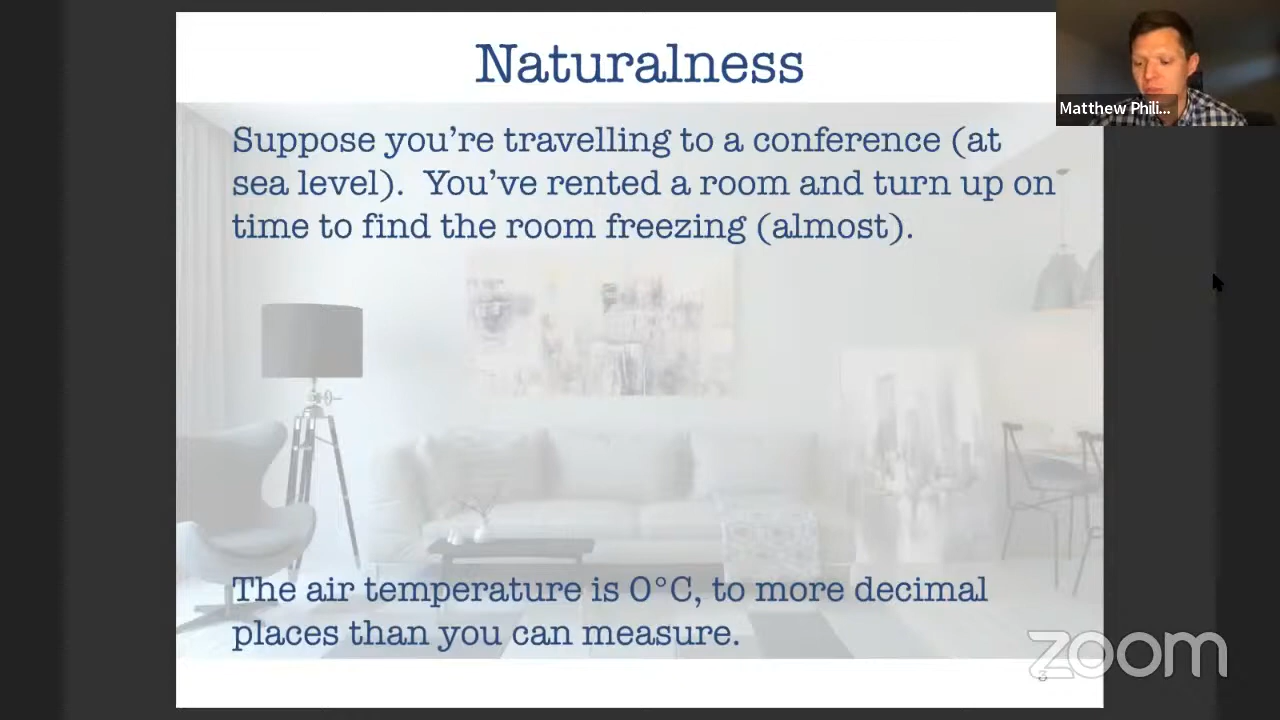 Naturalness
Matthew Phili...
Suppose you're travelling to a conference (at
sea level). You've rented a room and turn up on
time to find the room freezing (almost).
The air temperature is 0°C, to more decimal
places than you can measure.
zoom
3